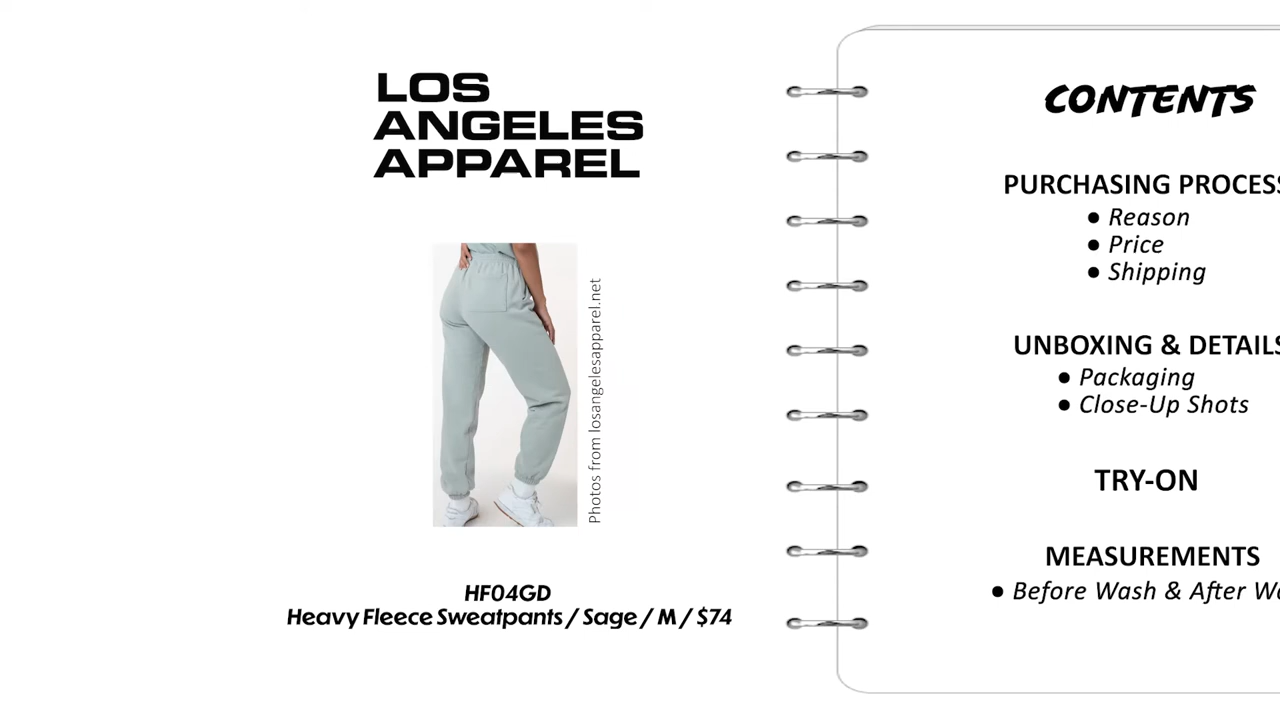 LOS
ANGELES
APPAREL
Photos from losangelesapparel.net
HF04GD
Heavy Fleece Sweatpants / Sage / M / $74
CONTENTS
PURCHASING PROCESS
● Reason
● Price
● Shipping
UNBOXING & DETAILS
● Packaging
● Close-Up Shots
TRY-ON
MEASUREMENTS
● Before Wash & After